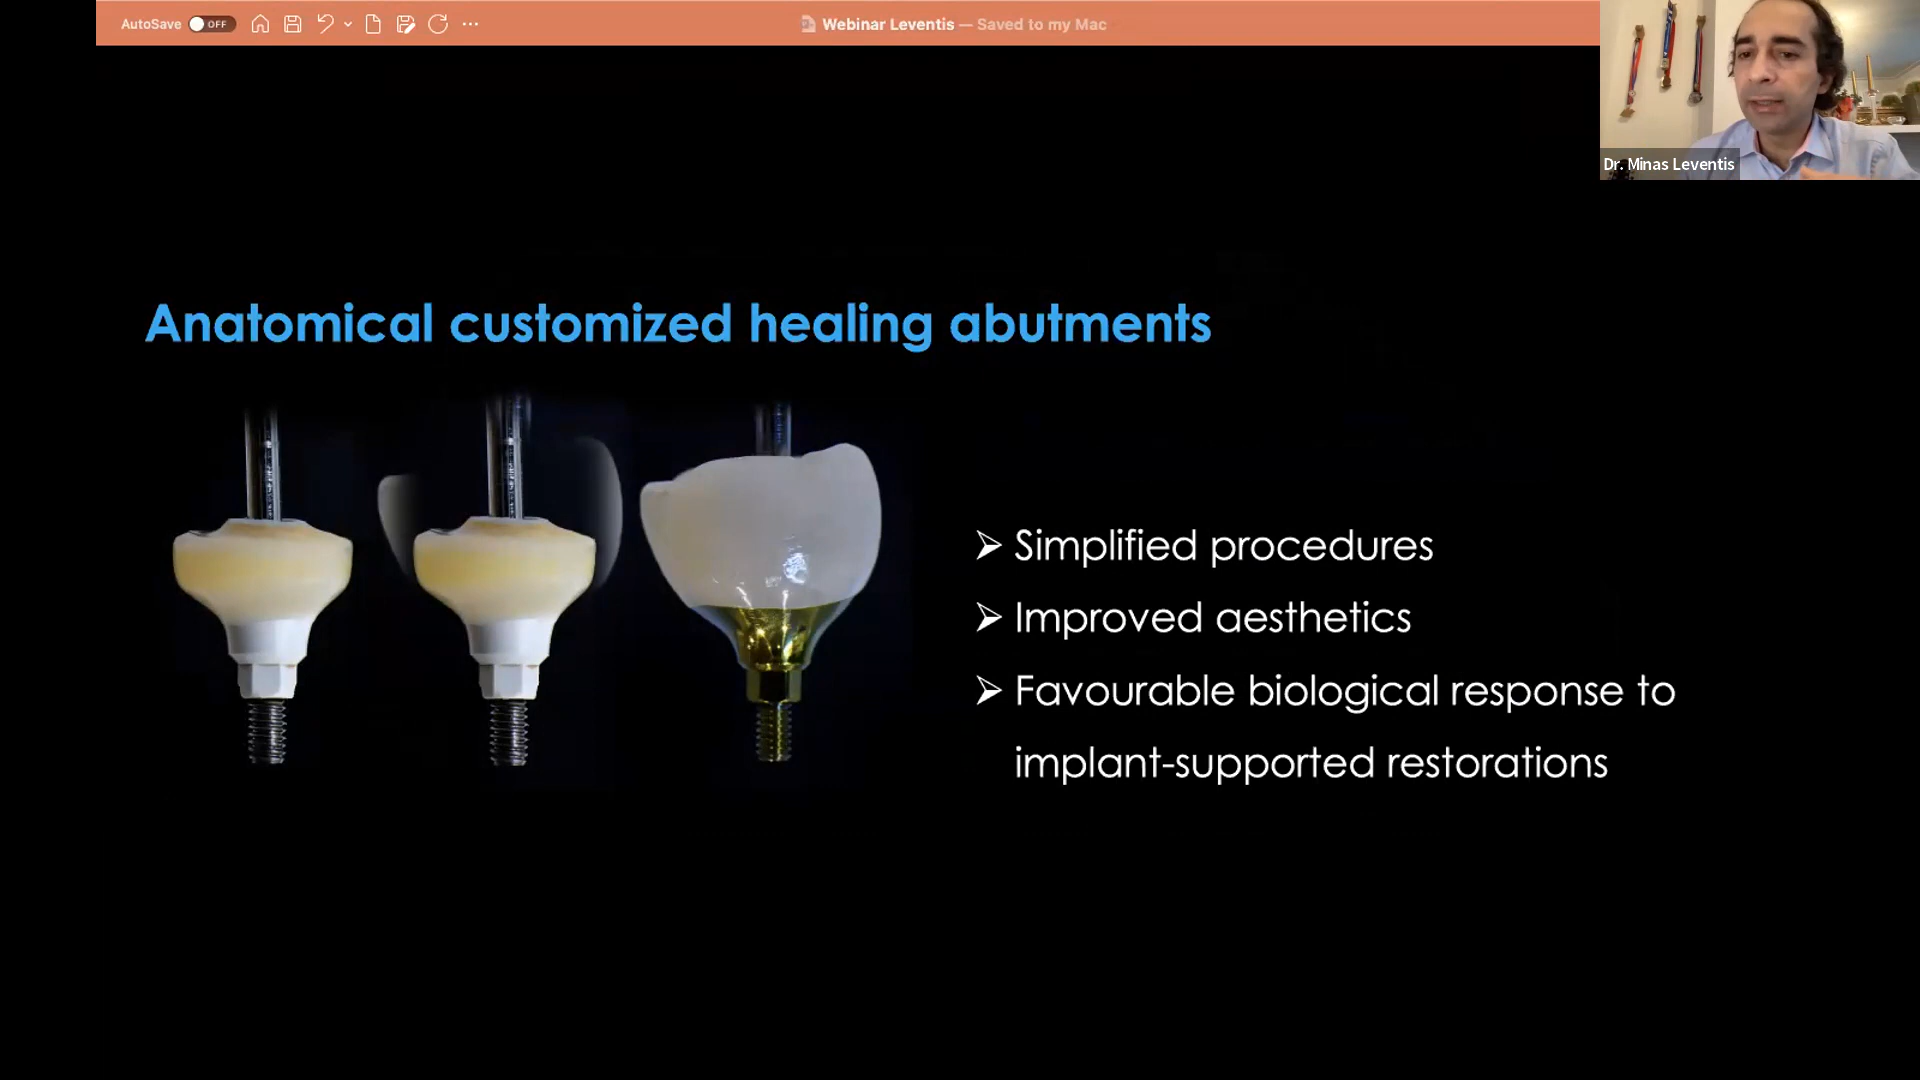 AutoSave OFF
Webinar Leventis — Saved to my Mac
Dr. Minas Leventis
Anatomical customized healing abutments
Simplified procedures
Improved aesthetics
Favourable biological response to
implant-supported restorations